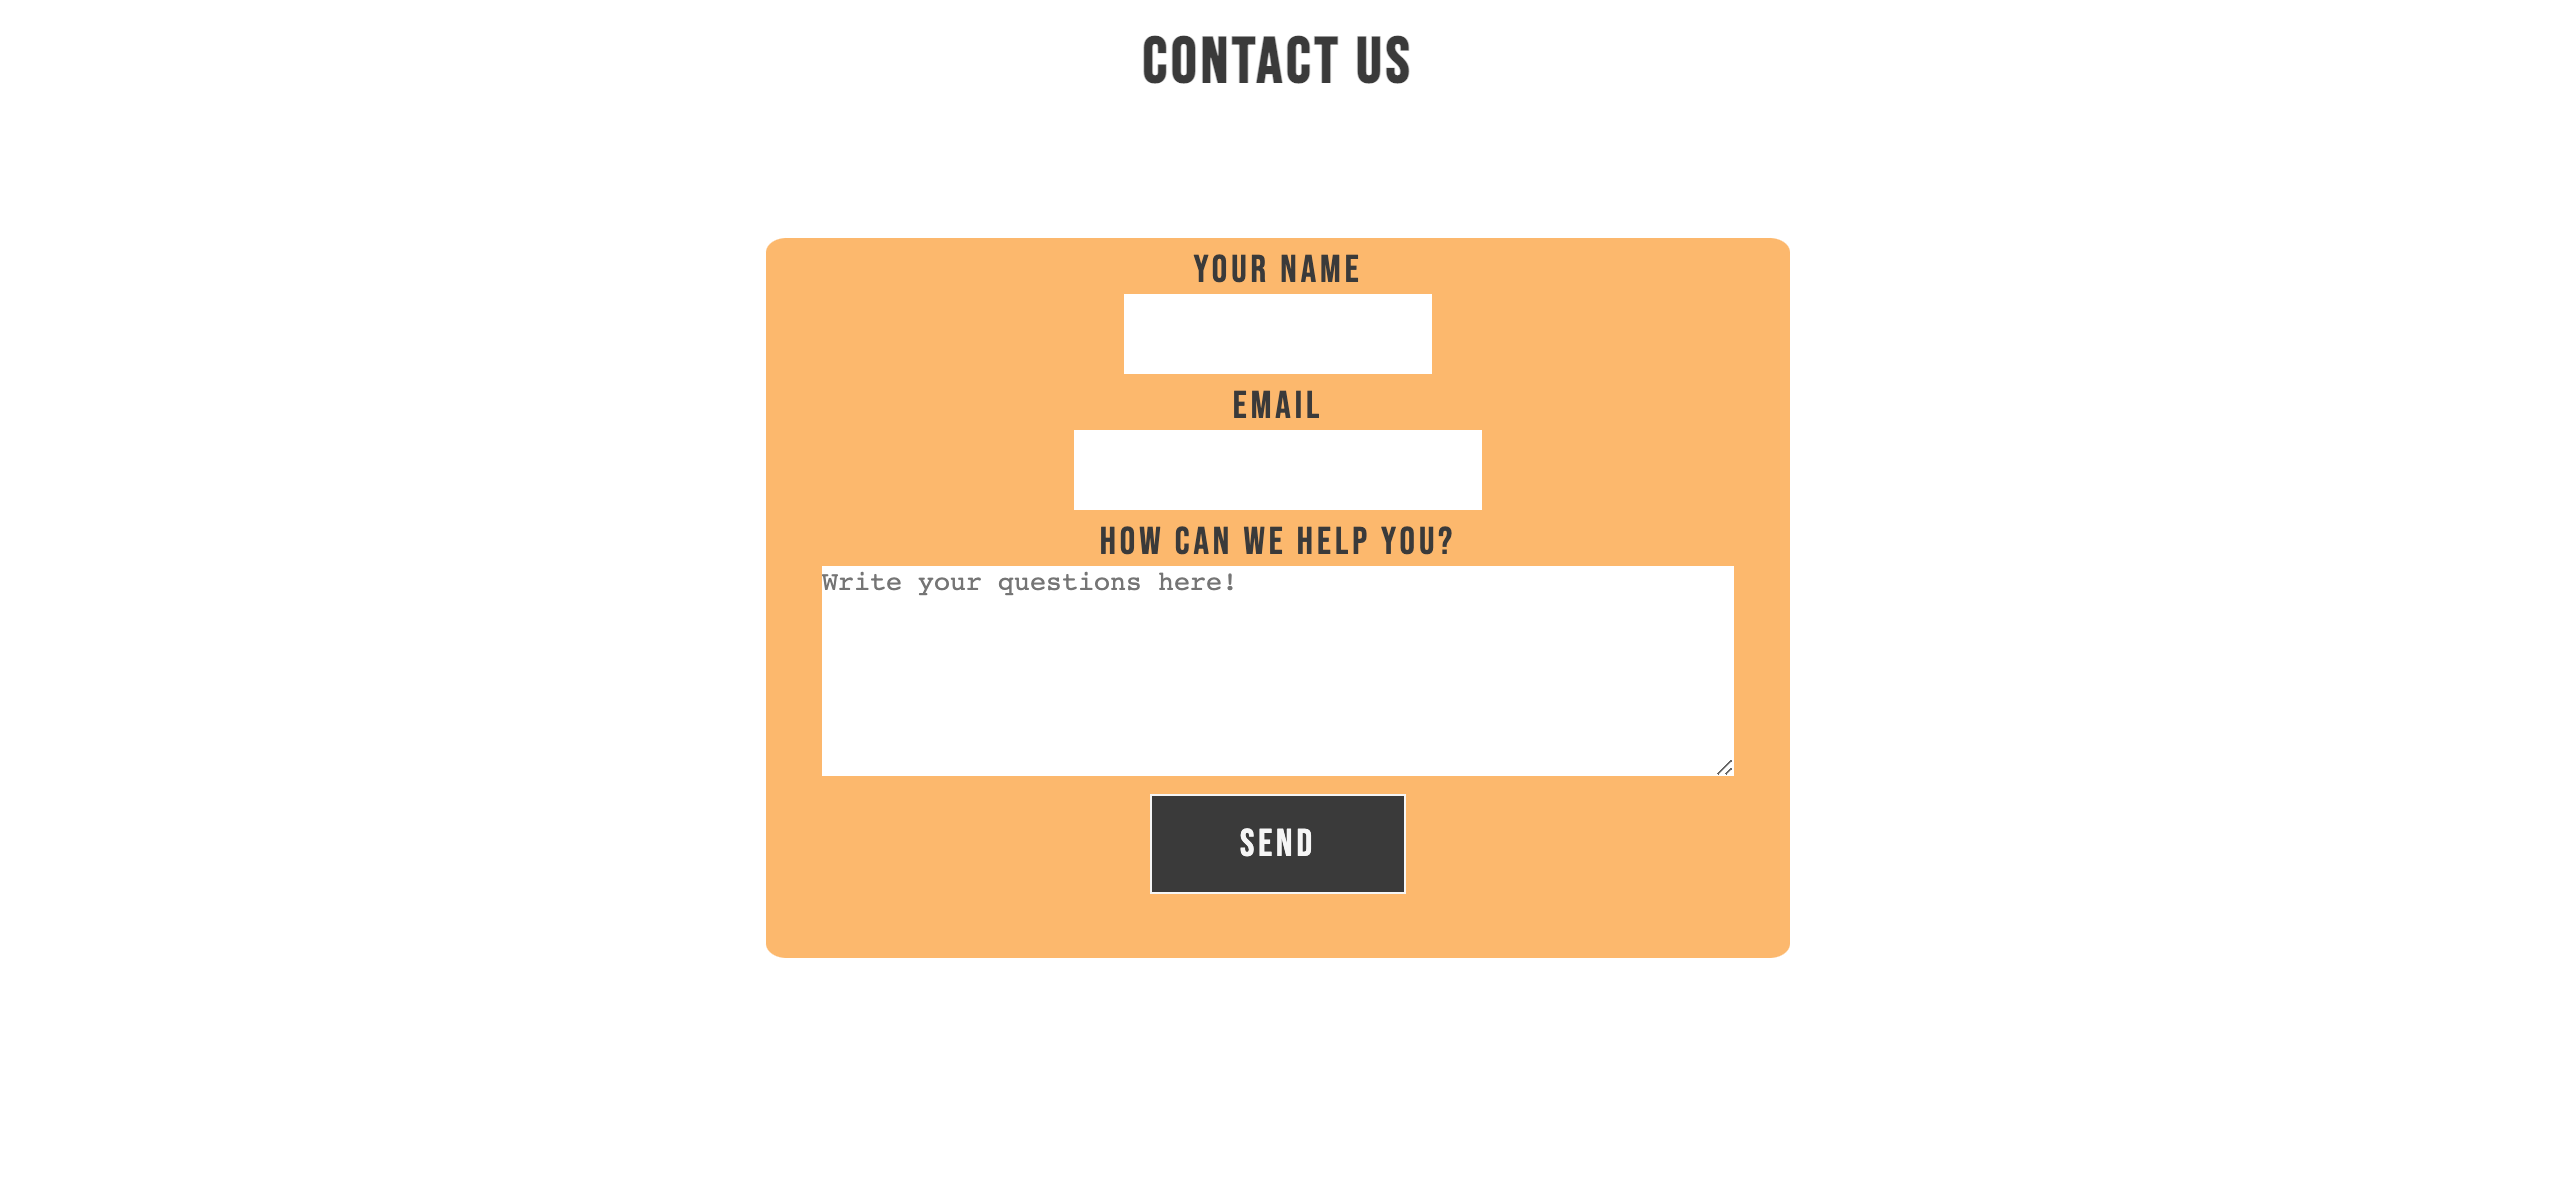 CONTACT US
YOUR NAME
EMAIL
HOW CAN WE HELP YOU?
Write your questions here!
SEND